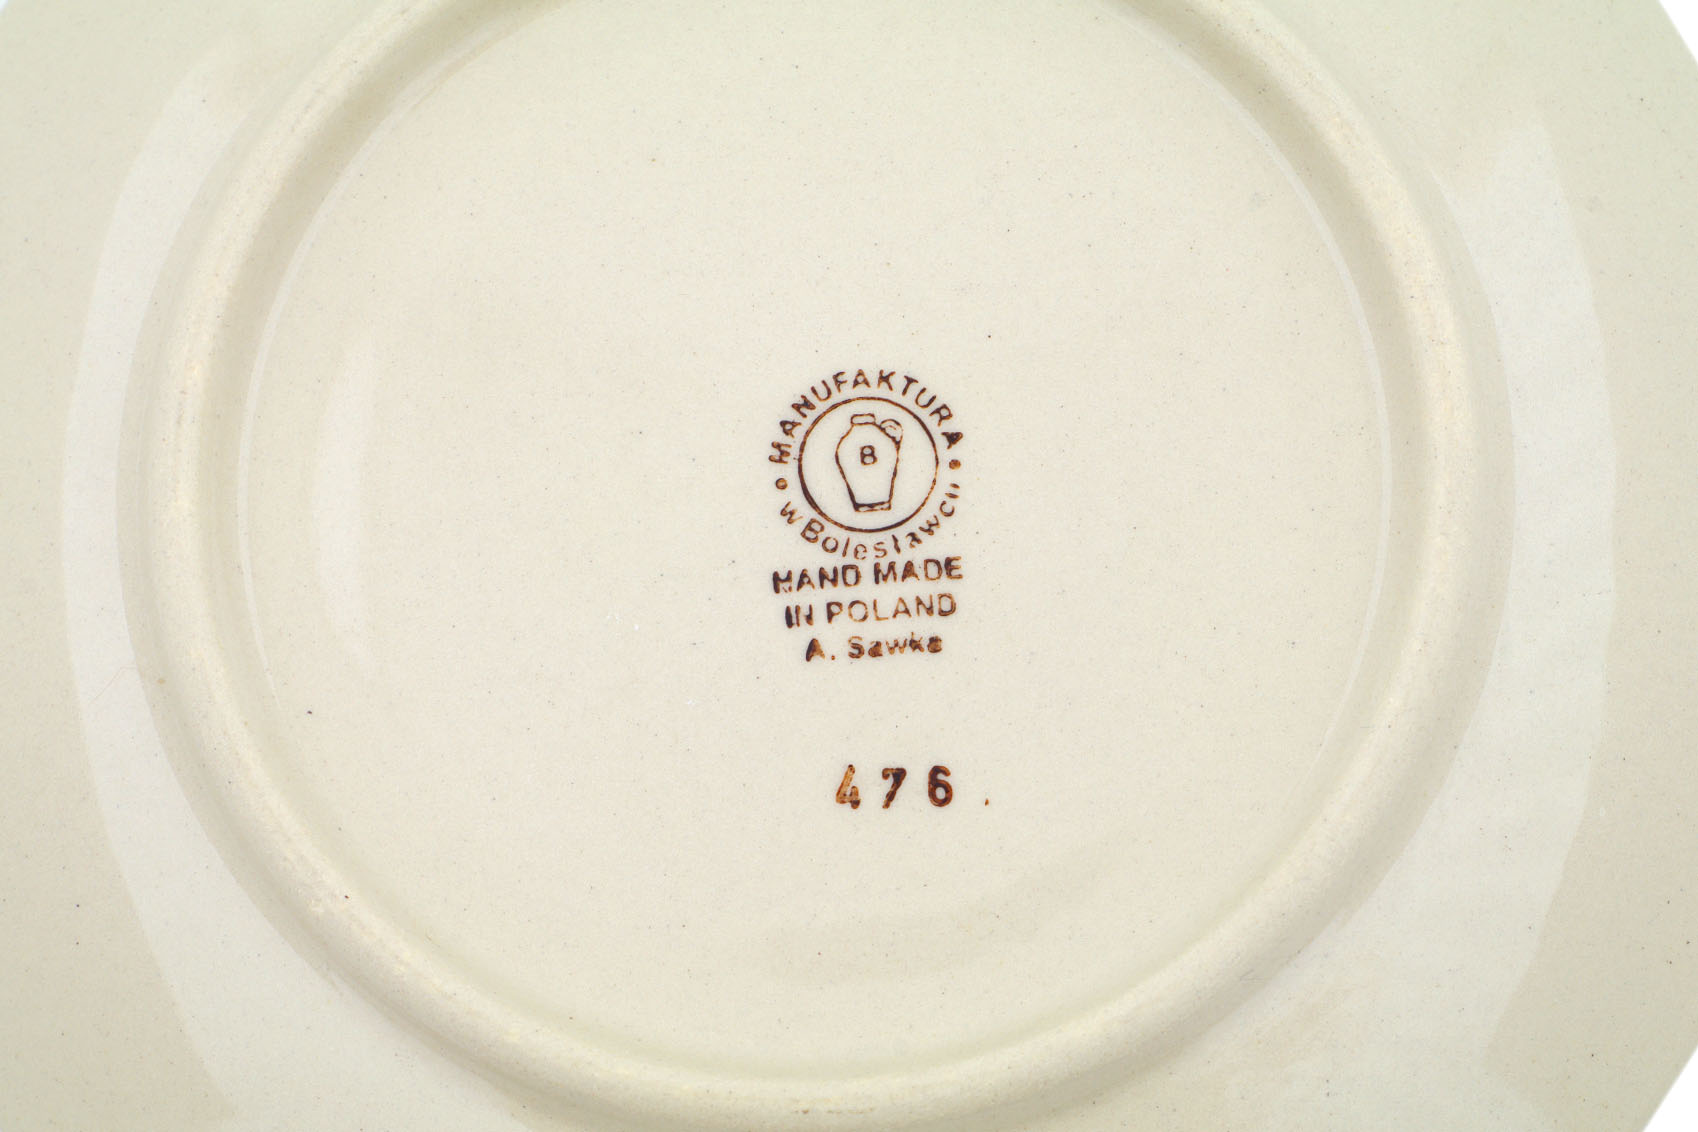 MANUFAKTURA
w Bolesławcu
B
HAND MADE
IN POLAND
A. Sawka
476